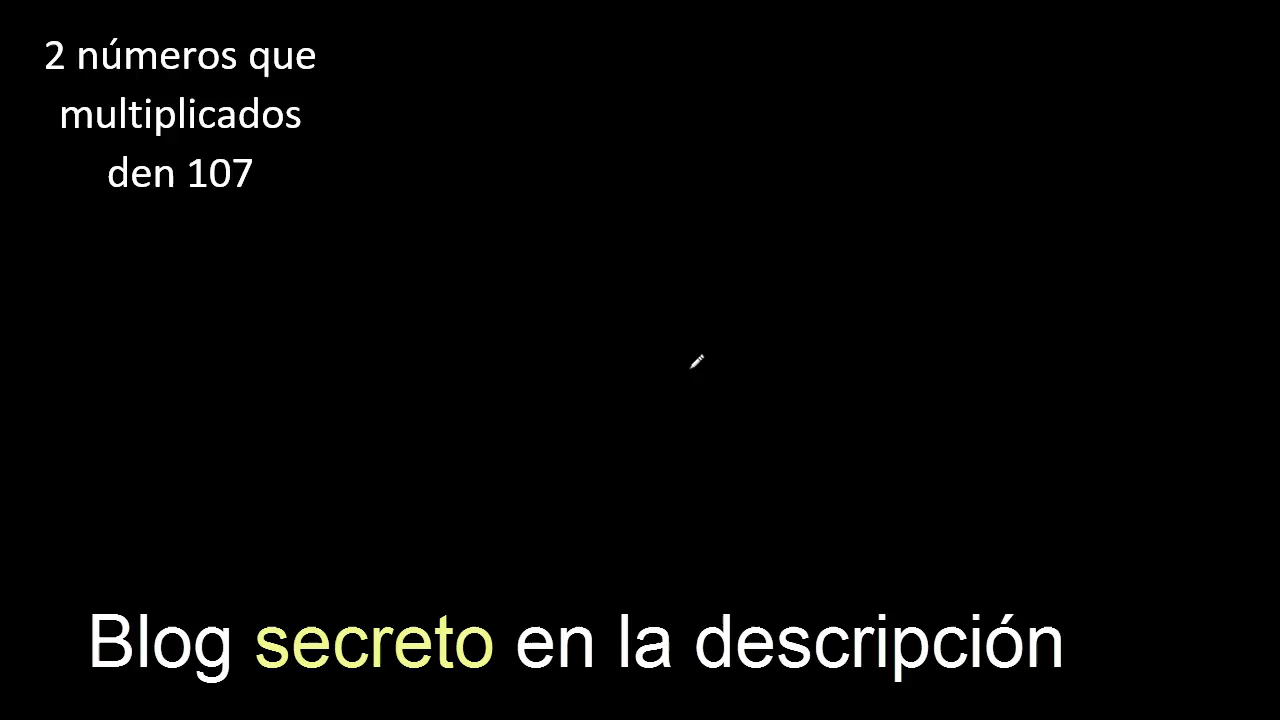 2 números que
multiplicados
den 107
Blog secreto en la descripción